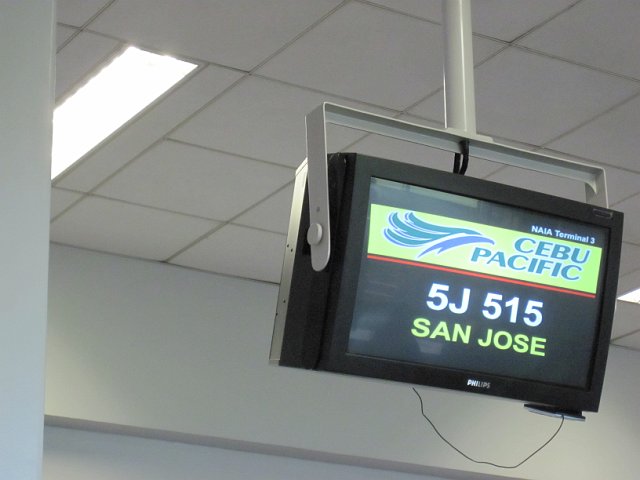 NAIA Terminal 3
CEBU
PACIFIC
5J 515
SAN JOSE
PHILIPS